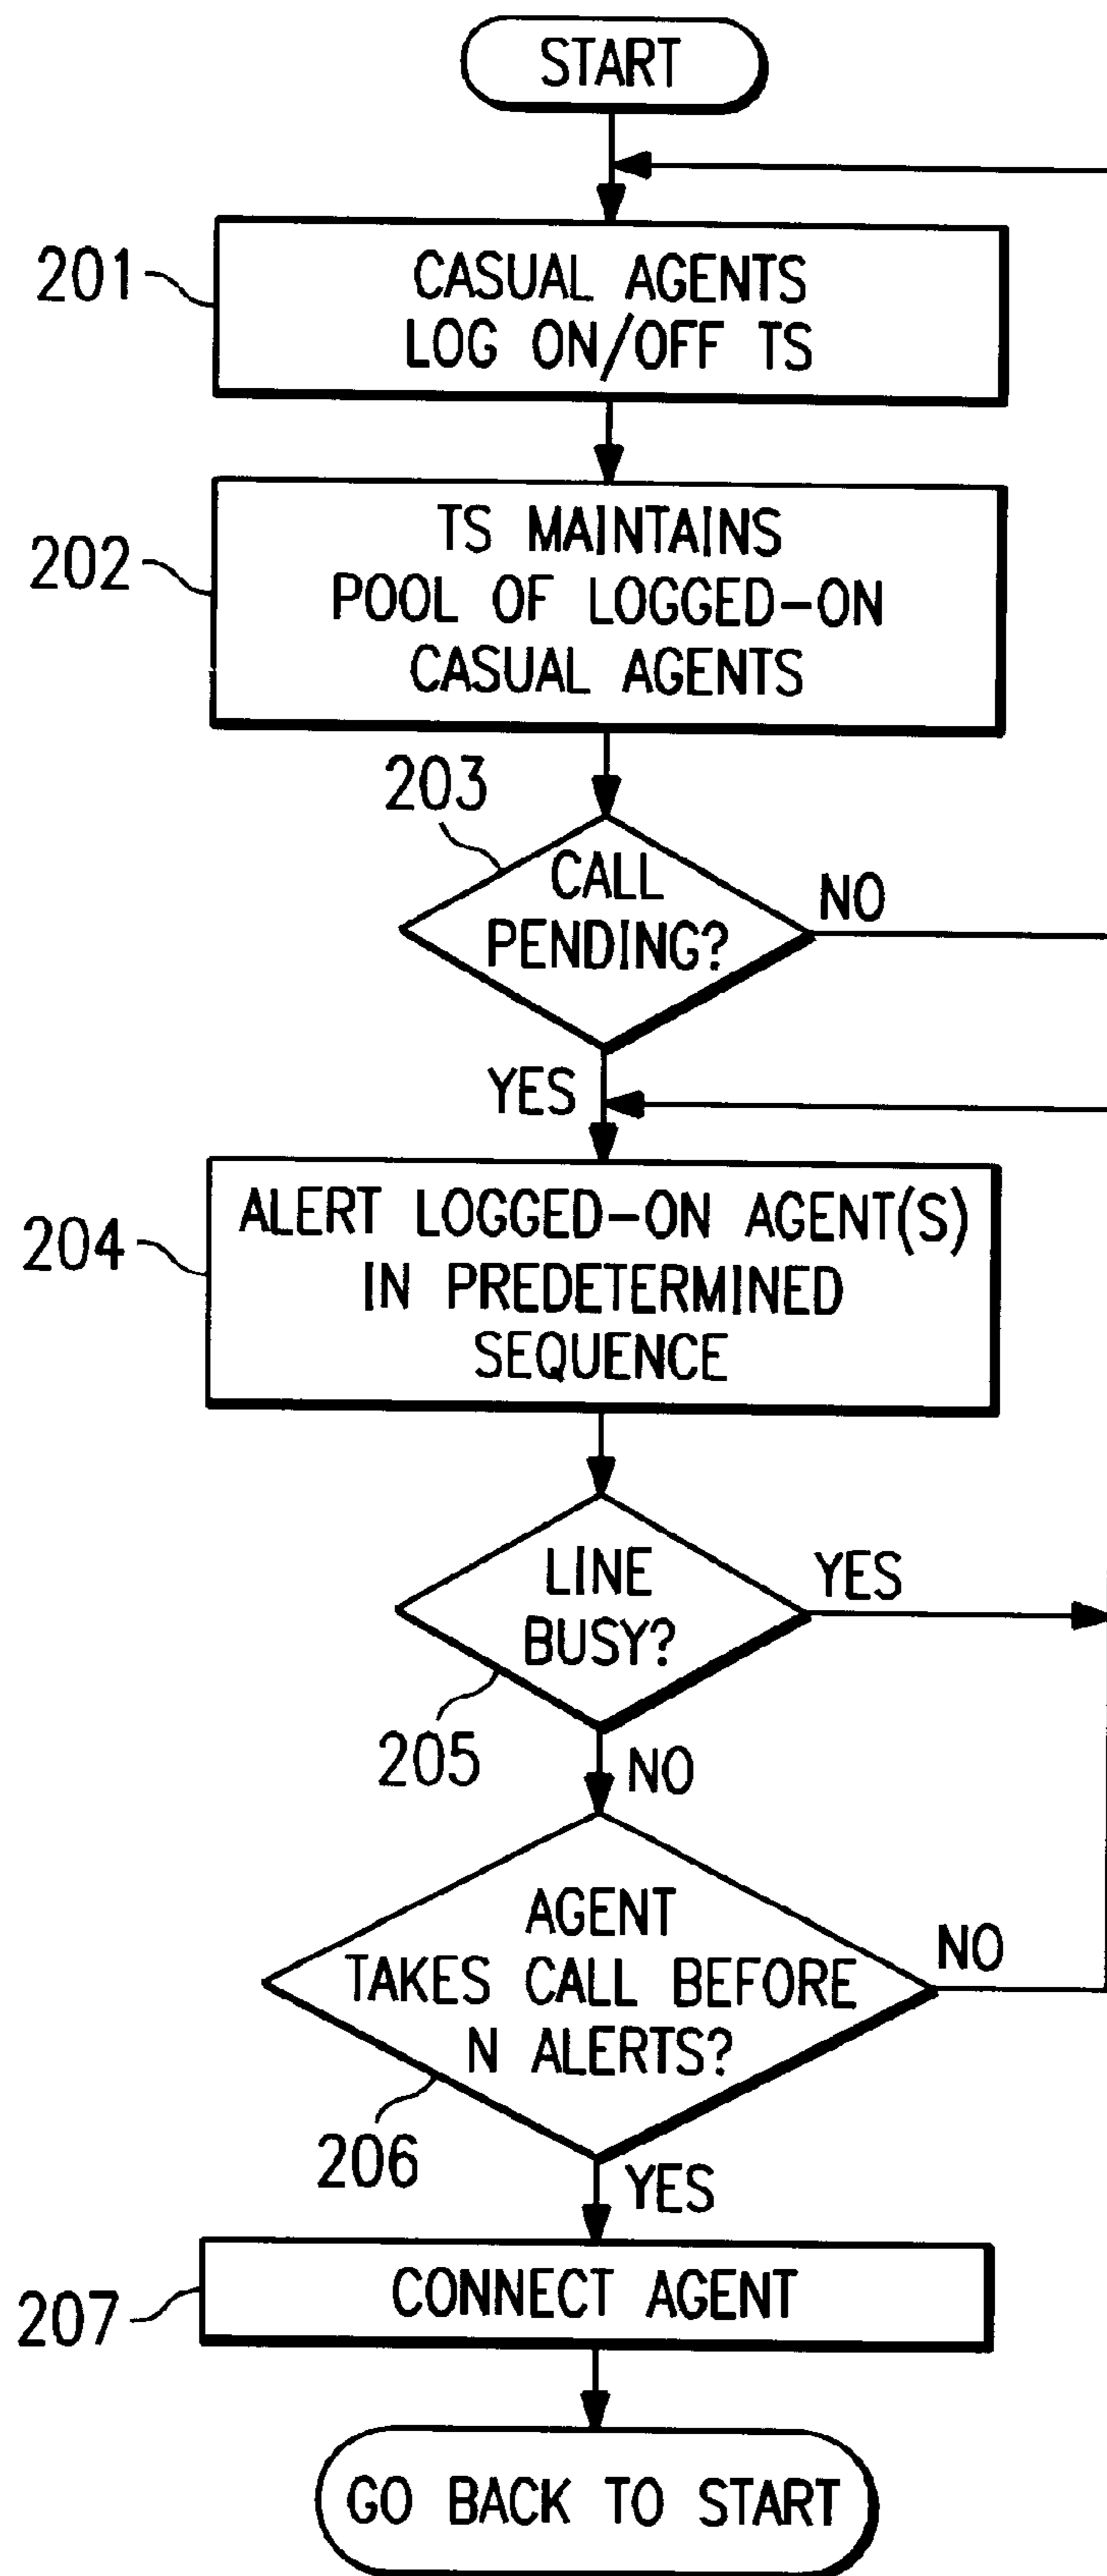 START
201
CASUAL AGENTS
LOG ON/OFF TS
202
TS MAINTAINS
POOL OF LOGGED-ON
CASUAL AGENTS
203
CALL
PENDING?
NO
YES
204
ALERT LOGGED-ON AGENT(S)
IN PREDETERMINED
SEQUENCE
LINE
BUSY?
YES
205
NO
AGENT
TAKES CALL BEFORE
N ALERTS?
NO
206
YES
207
CONNECT AGENT
GO BACK TO START